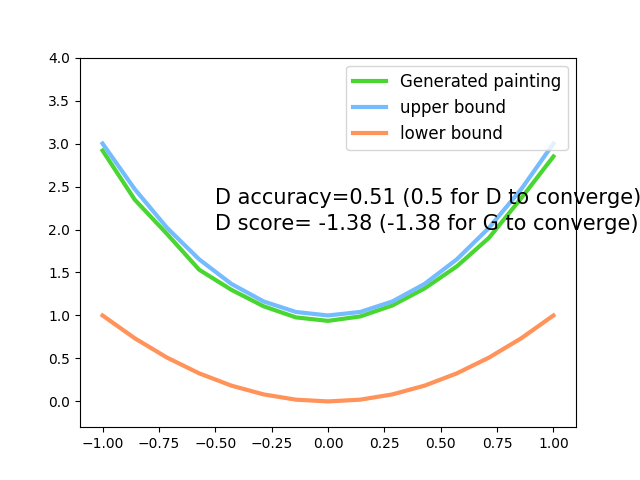 4.0
3.5
3.0
2.5
2.0
1.5
1.0
0.5
0.0
Generated painting
upper bound
lower bound
D accuracy=0.51 (0.5 for D to converge)
D score= -1.38 (-1.38 for G to converge)
−1.00 −0.75 −0.50 −0.25 0.00 0.25 0.50 0.75 1.00